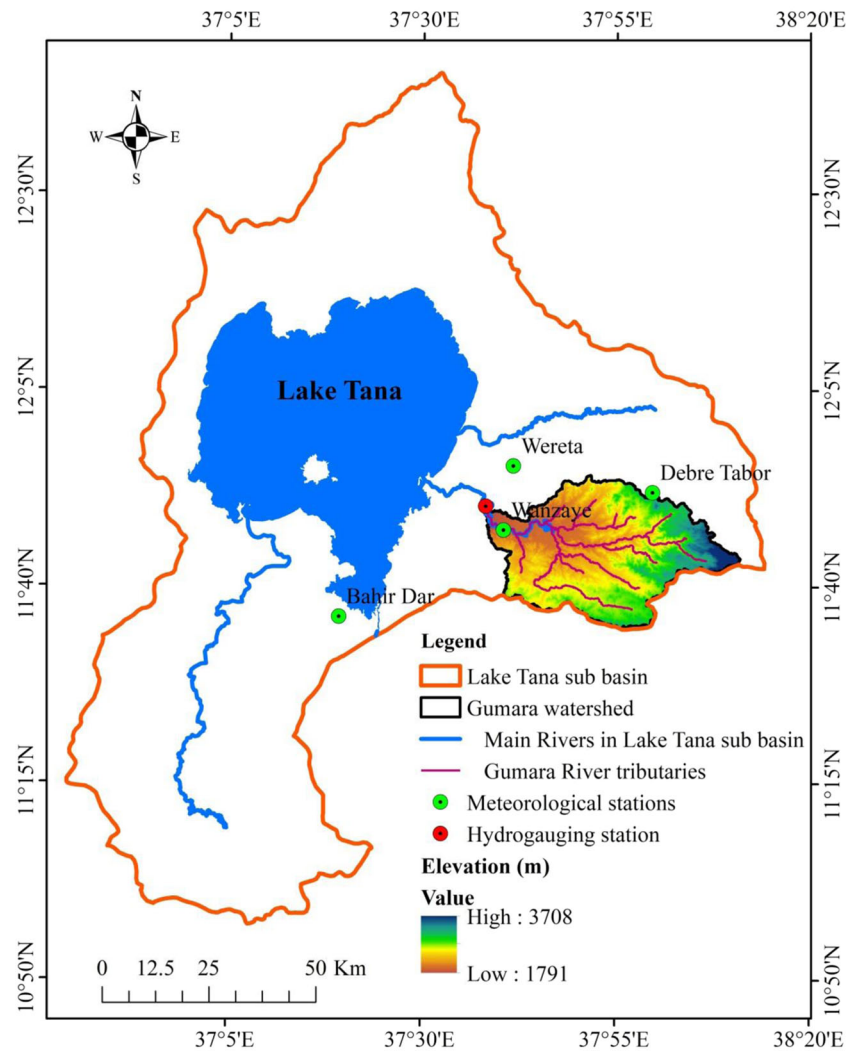 37°5'E 37°30'E 37°55'E 38°20'E
N
W E
S
12°30'N 12°30'N
12°5'N 12°5'N
Lake Tana
Wereta
Debre Tabor
Wanzaye
11°40'N 11°40'N
Bahir Dar
Legend
Lake Tana sub basin
Gumara watershed
Main Rivers in Lake Tana sub basin
Gumara River tributaries
11°15'N 11°15'N
Meteorological stations
Hydrogauging station
Elevation (m)
Value
High : 3708
Low : 1791
0 12.5 25 50 Km
10°50'N 10°50'N
37°5'E 37°30'E 37°55'E 38°20'E